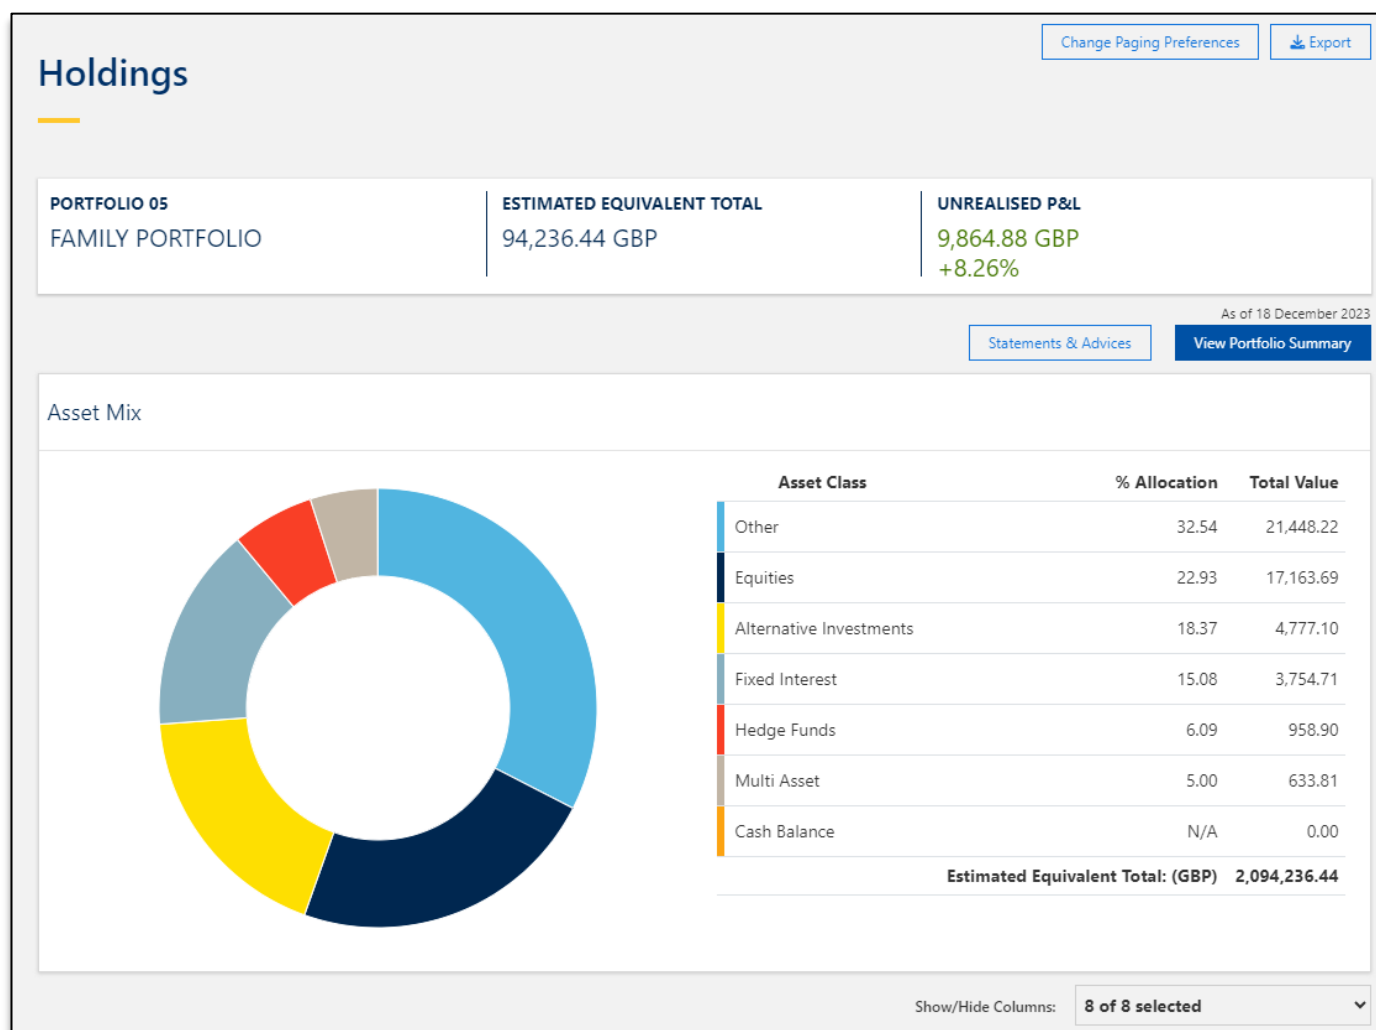 Change Paging Preferences
Export
Holdings
PORTFOLIO 05
FAMILY PORTFOLIO
ESTIMATED EQUIVALENT TOTAL
94,236.44 GBP
UNREALISED P&L
9,864.88 GBP
+8.26%
As of 18 December 2023
Statements & Advices
View Portfolio Summary
Asset Mix
Asset Class % Allocation Total Value
Other 32.54 21,448.22
Equities 22.93 17,163.69
Alternative Investments 18.37 4,777.10
Fixed Interest 15.08 3,754.71
Hedge Funds 6.09 958.90
Multi Asset 5.00 633.81
Cash Balance N/A 0.00
Estimated Equivalent Total: (GBP) 2,094,236.44
Show/Hide Columns: 8 of 8 selected